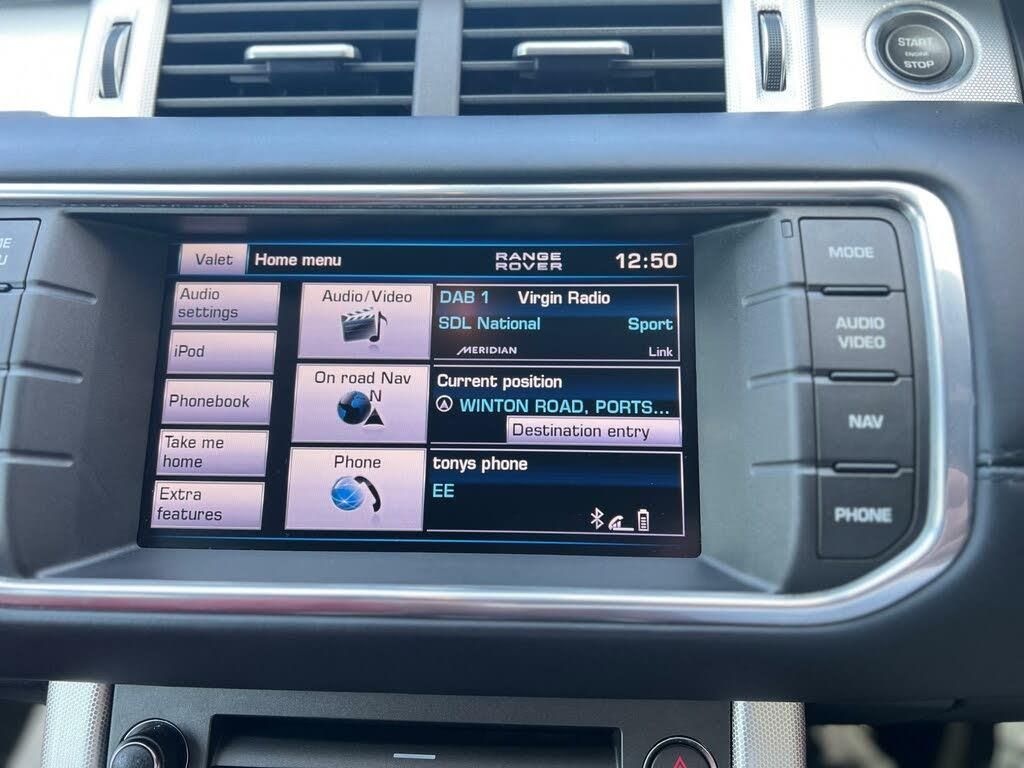 START
ENGINE
STOP
Valet
Home menu
RANGE
ROVER
12:50
Audio
settings
iPod
Phonebook
Take me
home
Extra
features
Audio/Video
DAB 1 Virgin Radio
SDL National Sport
MERIDIAN Link
On road Nav
N
Current position
WINTON ROAD, PORTS...
Destination entry
Phone
tonys phone
EE
MODE
AUDIO
VIDEO
NAV
PHONE